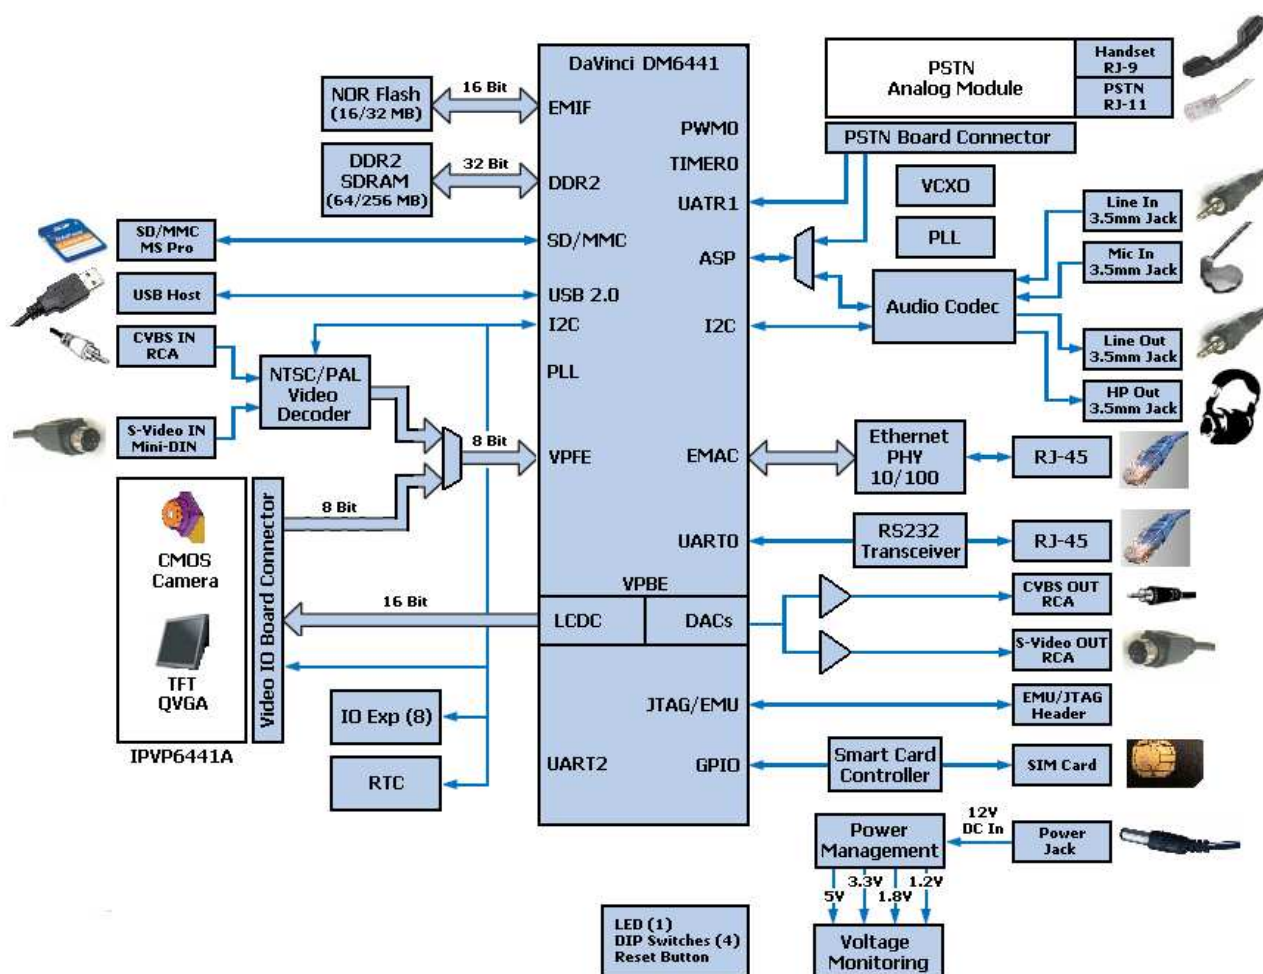 DaVinci DM6441
NOR Flash
(16/32 MB)
16 Bit
EMIF
DDR2
SDRAM
(64/256 MB)
32 Bit
DDR2
SD/MMC
MS Pro
SD/MMC
USB Host
USB 2.0
CVBS IN
RCA
I2C
NTSC/PAL
Video
Decoder
PLL
S-Video IN
Mini-DIN
8 Bit
VPFE
8 Bit
CMOS
Camera
TFT
QVGA
Video IO Board Connector
IPVP6441A
16 Bit
IO Exp (8)
RTC
UART2
VPBE
LCDC
DACs
PWM0
TIMER0
UATR1
ASP
I2C
EMAC
UART0
JTAG/EMU
GPIO
PSTN
Analog Module
Handset
RJ-9
PSTN
RJ-11
PSTN Board Connector
VCXO
PLL
Audio Codec
Line In
3.5mm Jack
Mic In
3.5mm Jack
Line Out
3.5mm Jack
HP Out
3.5mm Jack
Ethernet
PHY
10/100
RJ-45
RS232
Transceiver
RJ-45
CVBS OUT
RCA
S-Video OUT
RCA
EMU/JTAG
Header
Smart Card
Controller
SIM Card
Power
Management
12V
DC In
Power
Jack
5V
3.3V
1.8V
1.2V
Voltage
Monitoring
LED (1)
DIP Switches (4)
Reset Button